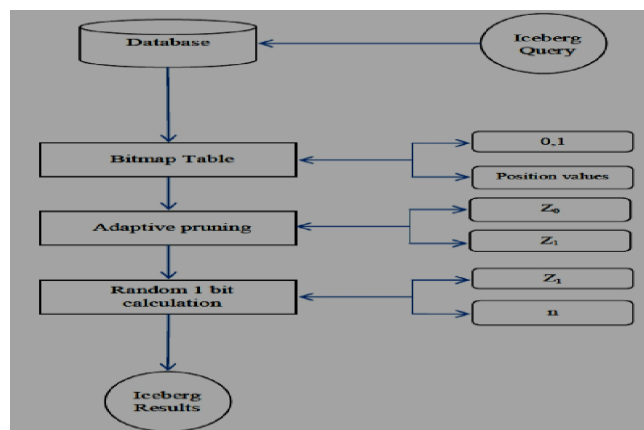 Database
Iceberg
Query
Bitmap Table
0,1
Position values
Adaptive pruning
Z₀
Z₁
Random 1 bit
calculation
Z₁
n
Iceberg
Results